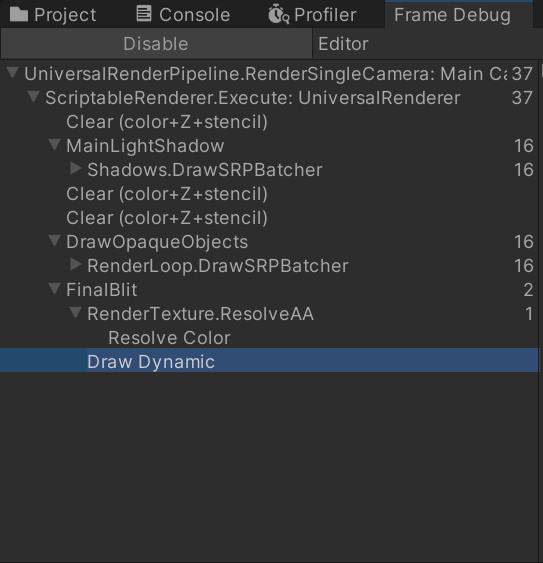 Project Console Profiler Frame Debug
Disable Editor
UniversalRenderPipeline.RenderSingleCamera: Main 37
ScriptableRenderer.Execute: UniversalRenderer 37
Clear (color+Z+stencil)
MainLightShadow 16
Shadows.DrawSRPBatcher 16
Clear (color+Z+stencil)
Clear (color+Z+stencil)
DrawOpaqueObjects 16
RenderLoop.DrawSRPBatcher 16
FinalBlit 2
RenderTexture.ResolveAA 1
Resolve Color
Draw Dynamic